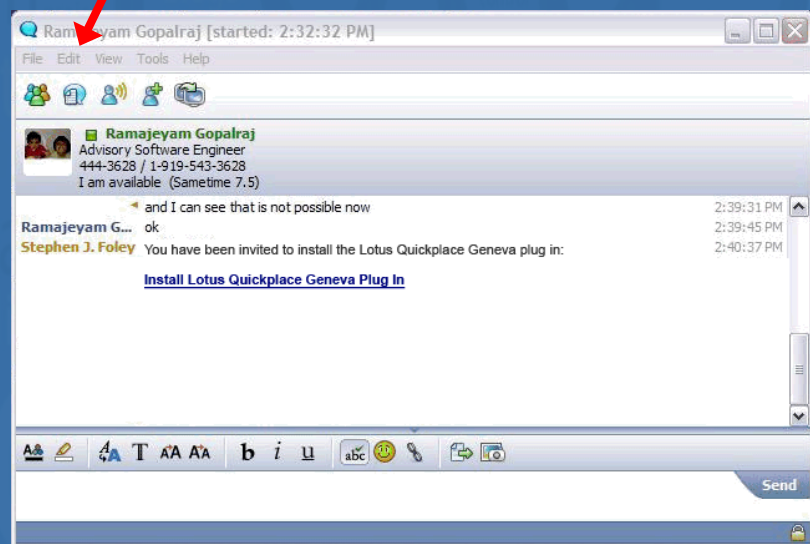 Ram yam Gopalraj [started: 2:32:32 PM]
File Edit View Tools Help
Ramajeyam Gopalraj
Advisory Software Engineer
444-3628 / 1-919-543-3628
I am available (Sametime 7.5)
and I can see that is not possible now 2:39:31 PM
Ramajeyam G... ok 2:39:45 PM
Stephen J. Foley You have been invited to install the Lotus Quickplace Geneva plug in: 2:40:37 PM
Install Lotus Quickplace Geneva Plug In
A& A A T A A A A b i u abc
Send